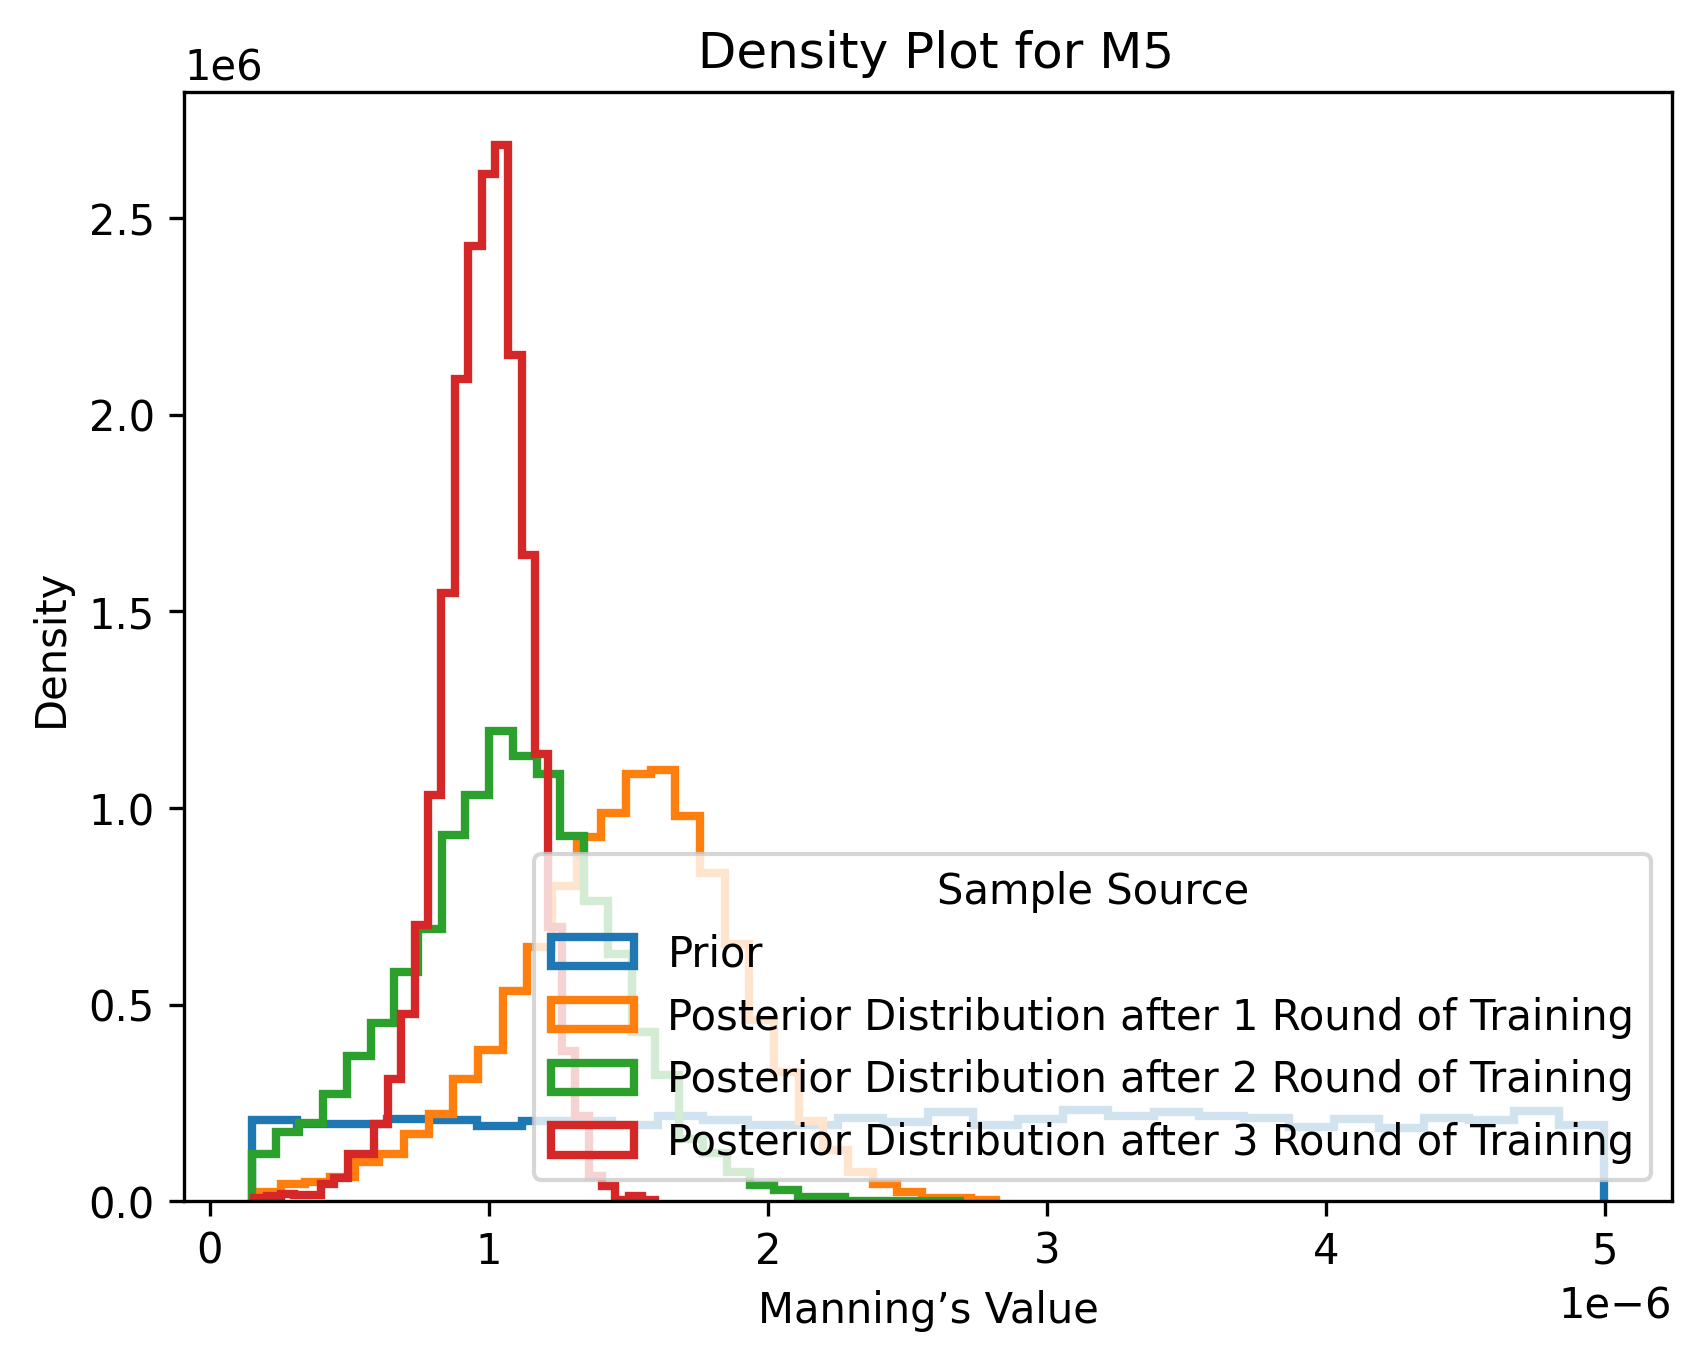 Density Plot for M5
1e6
2.5
2.0
1.5
1.0
0.5
0.0
Density
Sample Source
Prior
Posterior Distribution after 1 Round of Training
Posterior Distribution after 2 Round of Training
Posterior Distribution after 3 Round of Training
0 1 2 3 4 5
1e−6
Manning’s Value